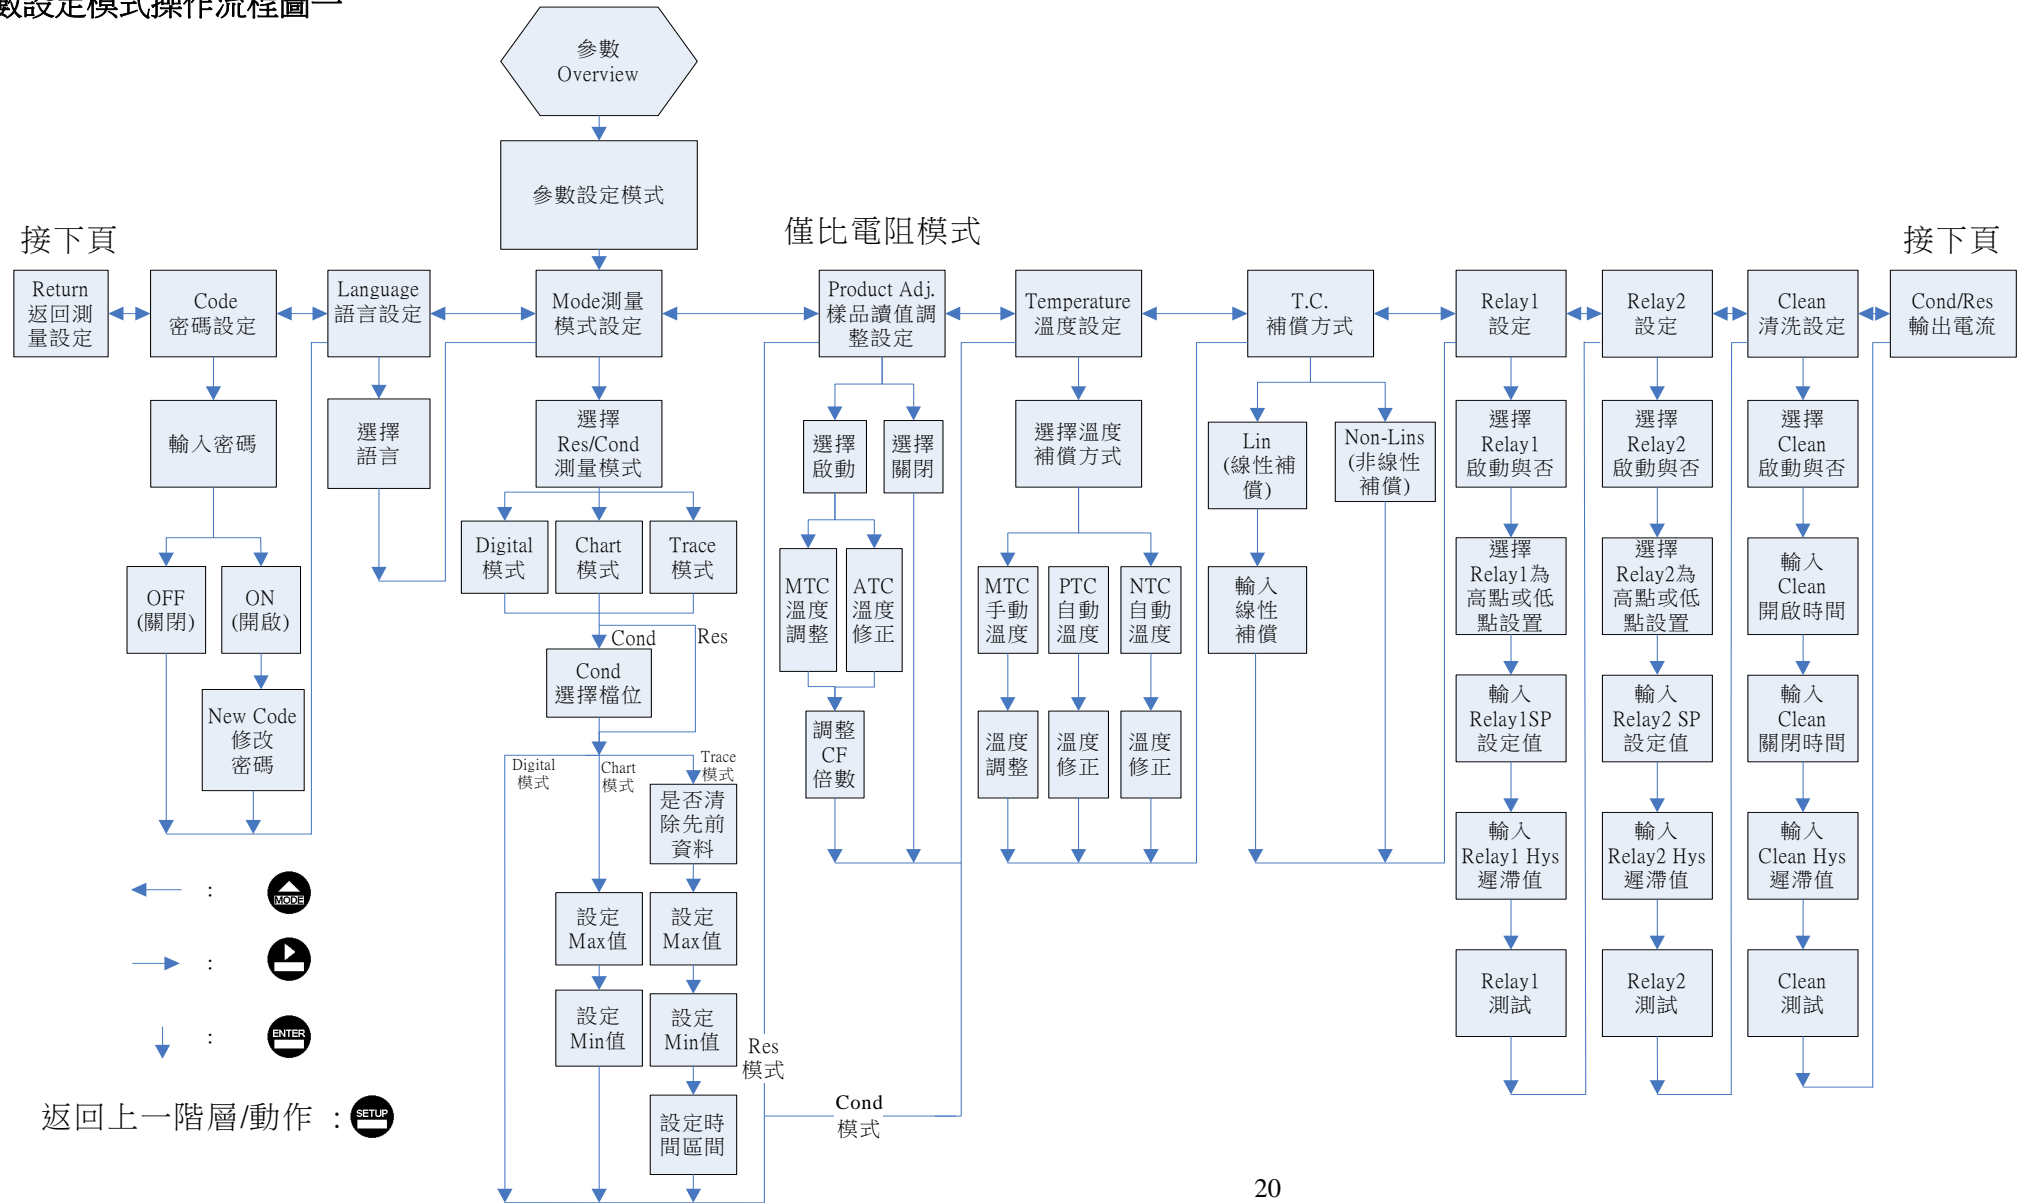 數設定模式操作流程圖一
參數
Overview
參數設定模式
接下頁
僅比電阻模式
接下頁
Return
返回測
量設定
Code
密碼設定
Language
語言設定
Mode測量
模式設定
Product Adj.
樣品讀值調
整設定
Temperature
溫度設定
T.C.
補償方式
Relay1
設定
Relay2
設定
Clean
清洗設定
Cond/Res
輸出電流
輸入密碼
選擇
語言
選擇
Res/Cond
測量模式
選擇
啟動
選擇
關閉
選擇溫度
補償方式
Lin
(線性補
償)
Non-Lins
(非線性
補償)
選擇
Relay1
啟動與否
選擇
Relay2
啟動與否
選擇
Clean
啟動與否
Digital
模式
Chart
模式
Trace
模式
OFF
(關閉)
ON
(開啟)
MTC
溫度
調整
ATC
溫度
修正
MTC
手動
溫度
PTC
自動
溫度
NTC
自動
溫度
輸入
線性
補償
選擇
Relay1為
高點或低
點設置
選擇
Relay2為
高點或低
點設置
輸入
Clean
開啟時間
Cond
Res
Cond
選擇檔位
New Code
修改
密碼
調整
CF
倍數
溫度
調整
溫度
修正
溫度
修正
輸入
Relay1SP
設定值
輸入
Relay2 SP
設定值
輸入
Clean
關閉時間
Digital
模式
Chart
模式
Trace
模式
是否清
除先前
資料
輸入
Relay1 Hys
遲滯值
輸入
Relay2 Hys
遲滯值
輸入
Clean Hys
遲滯值
: MODE
設定
Max值
設定
Max值
:
Relay1
測試
Relay2
測試
Clean
測試
設定
Min值
設定
Min值
: ENTER
Res
模式
返回上一階層/動作 : SETUP
設定時
間區間
Cond
模式
20